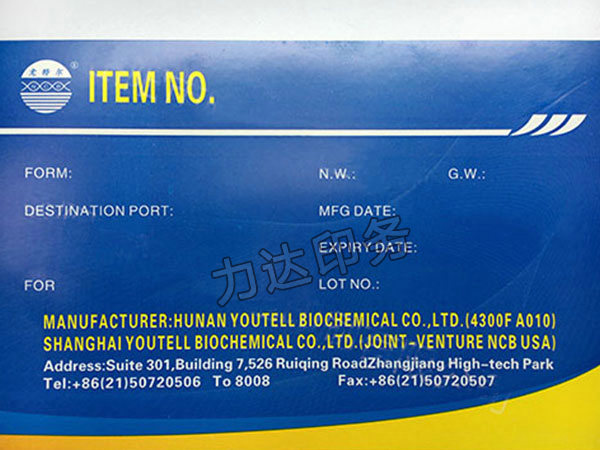 尤特尔
®
ITEM NO.
FORM:
N.W.:
G.W.:
DESTINATION PORT:
MFG DATE:
EXPIRY DATE:
FOR
LOT NO.:
力达印务
MANUFACTURER:HUNAN YOUTELL BIOCHEMICAL CO.,LTD.(4300F A010)
SHANGHAI YOUTELL BIOCHEMICAL CO.,LTD.(JOINT-VENTURE NCB USA)
Address:Suite 301,Building 7,526 Ruiqing RoadZhangjiang High-tech Park
Tel:+86(21)50720506 To 8008 Fax:+86(21)50720507